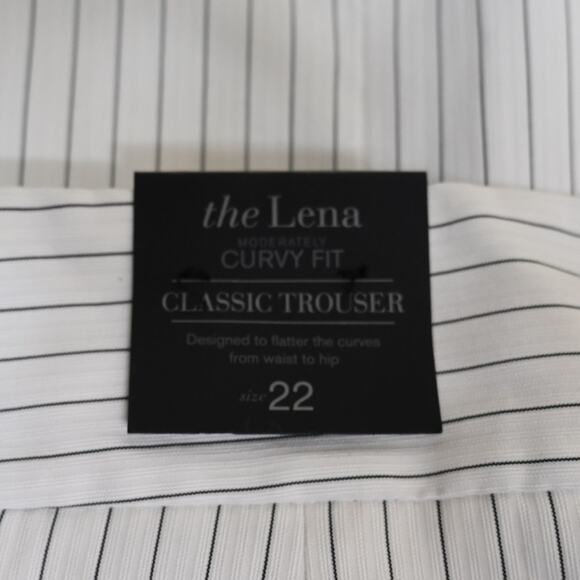 the Lena
MODERATELY
CURVY FIT
CLASSIC TROUSER
Designed to flatter the curves
from waist to hip
size 22